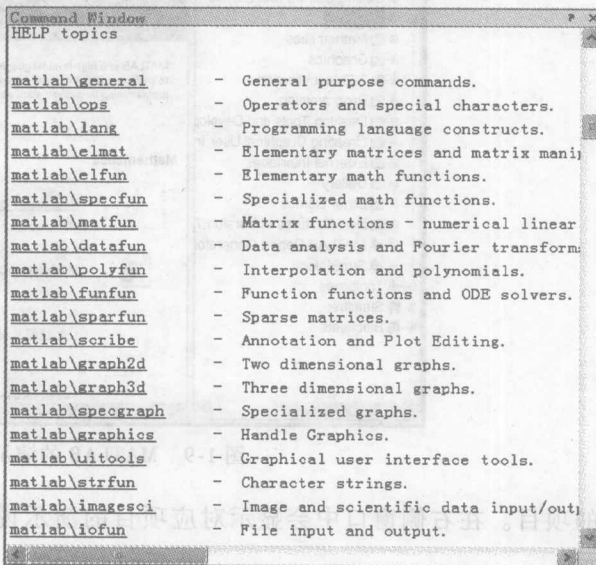 Command Window
HELP topics
matlab\general - General purpose commands.
matlab\ops - Operators and special characters.
matlab\lang - Programming language constructs.
matlab\elmat - Elementary matrices and matrix manip
matlab\elfun - Elementary math functions.
matlab\specfun - Specialized math functions.
matlab\matfun - Matrix functions - numerical linear
matlab\datafun - Data analysis and Fourier transform
matlab\polyfun - Interpolation and polynomials.
matlab\funfun - Function functions and ODE solvers.
matlab\sparfun - Sparse matrices.
matlab\scribe - Annotation and Plot Editing.
matlab\graph2d - Two dimensional graphs.
matlab\graph3d - Three dimensional graphs.
matlab\specgraph - Specialized graphs.
matlab\graphics - Handle Graphics.
matlab\uitools - Graphical user interface tools.
matlab\strfun - Character strings.
matlab\imagesci - Image and scientific data input/outp
matlab\iofun - File input and output.